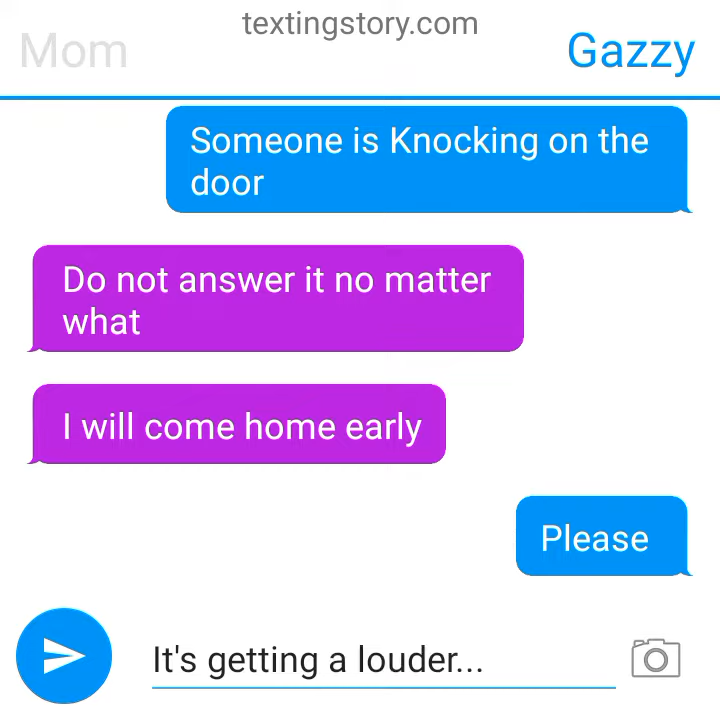 textingstory.com
Mom
Gazzy
Someone is Knocking on the
door
Do not answer it no matter
what
I will come home early
Please
It's getting a louder...